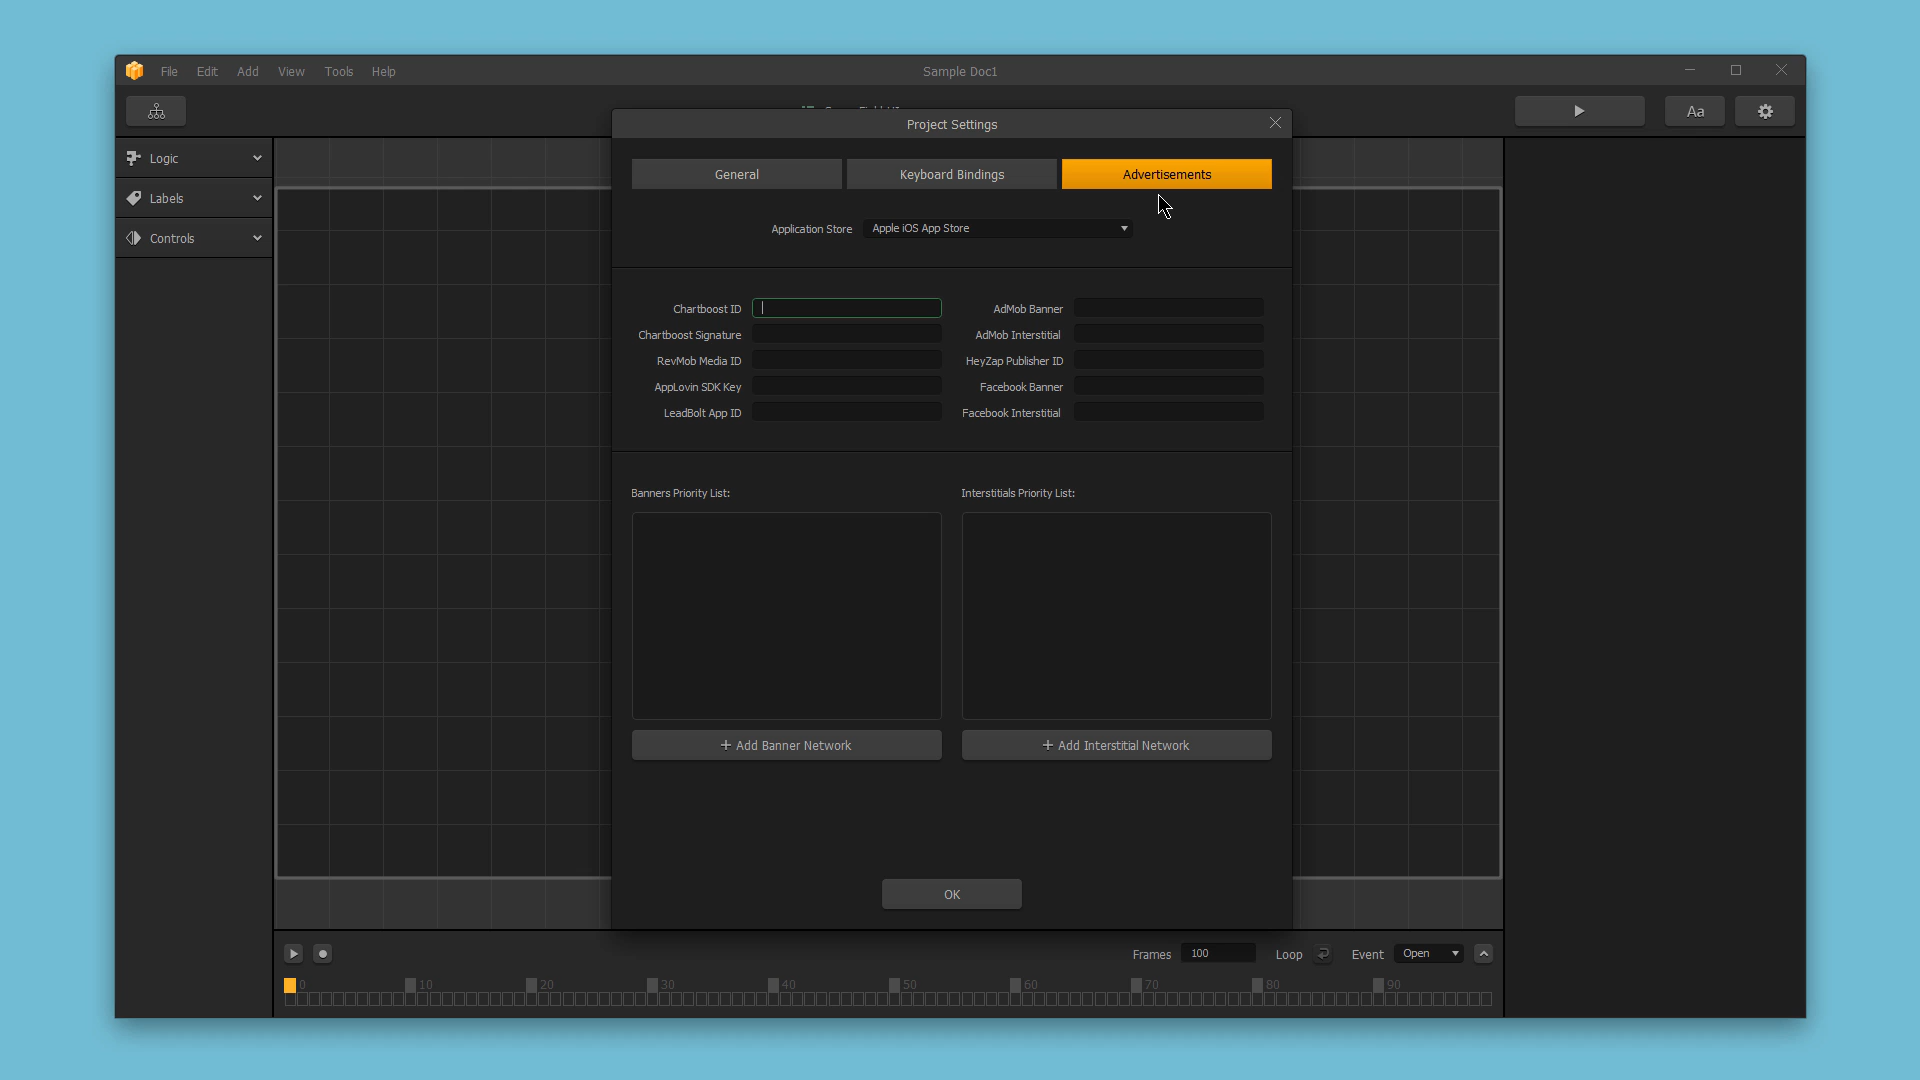 File Edit Add View Tools Help
Sample Doc1
Aa
Project Settings
General Keyboard Bindings Advertisements
Logic
Labels
Controls
Application Store Apple iOS App Store
Chartboost ID AdMob Banner
Chartboost Signature AdMob Interstitial
RevMob Media ID HeyZap Publisher ID
AppLovin SDK Key Facebook Banner
LeadBolt App ID Facebook Interstitial
Banners Priority List: Interstitials Priority List:
+ Add Banner Network + Add Interstitial Network
OK
Frames 100 Loop Event Open
0 10 20 30 40 50 60 70 80 90